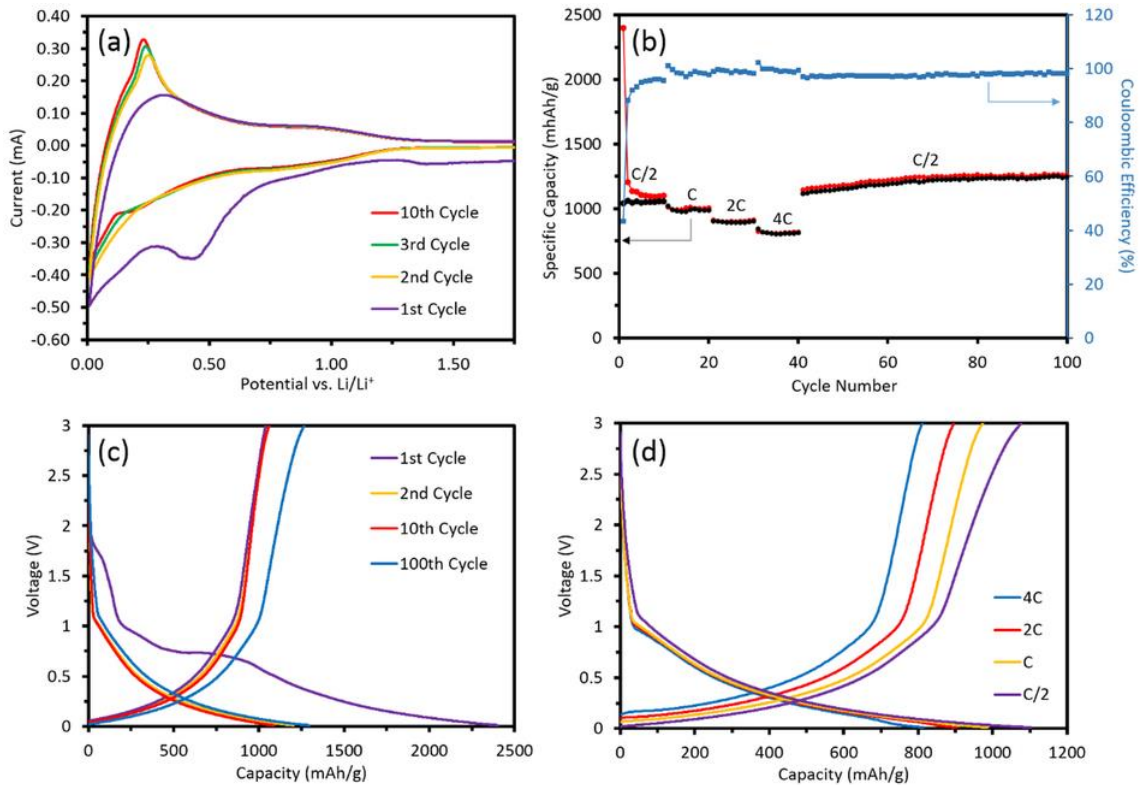 (a)
0.40
0.30
0.20
0.10
0.00
-0.10
-0.20
-0.30
-0.40
-0.50
-0.60
Current (mA)
10th Cycle
3rd Cycle
2nd Cycle
1st Cycle
0.00 0.50 1.00 1.50
Potential vs. Li/Li⁺
(b)
2500
2000
1500
1000
500
0
Specific Capacity (mhAh/g)
C/2
C
2C
4C
C/2
120
100
80
60
40
20
0
Couloombic Efficiency (%)
0 20 40 60 80 100
Cycle Number
(c)
3
2.5
2
1.5
1
0.5
0
Voltage (V)
1st Cycle
2nd Cycle
10th Cycle
100th Cycle
0 500 1000 1500 2000 2500
Capacity (mAh/g)
(d)
3
2.5
2
1.5
1
0.5
0
Voltage (V)
4C
2C
C
C/2
0 200 400 600 800 1000 1200
Capacity (mAh/g)